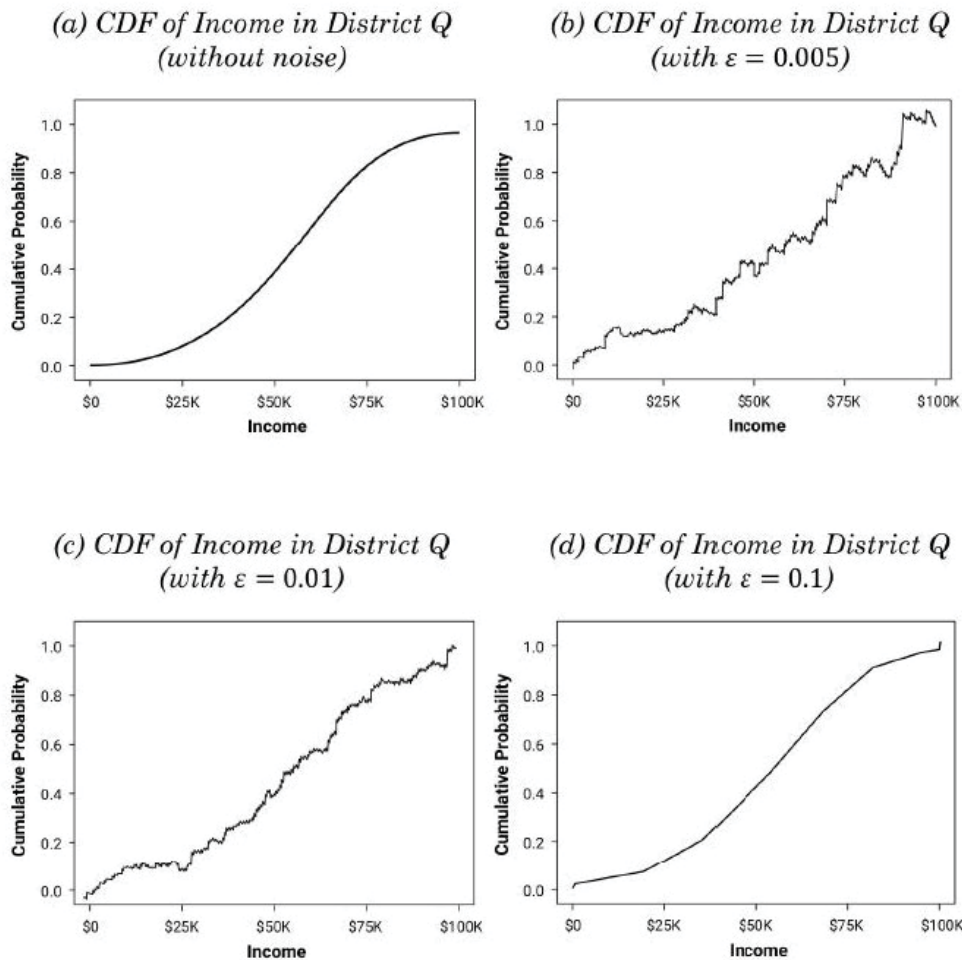 (a) CDF of Income in District Q
(without noise)
1.0
0.8
0.6
0.4
0.2
0.0
Cumulative Probability
$0 $25K $50K $75K $100K
Income
(b) CDF of Income in District Q
(with ε = 0.005)
1.0
0.8
0.6
0.4
0.2
0.0
Cumulative Probability
$0 $25K $50K $75K $100K
Income
(c) CDF of Income in District Q
(with ε = 0.01)
1.0
0.8
0.6
0.4
0.2
0.0
Cumulative Probability
$0 $25K $50K $75K $100K
Income
(d) CDF of Income in District Q
(with ε = 0.1)
1.0
0.8
0.6
0.4
0.2
0.0
Cumulative Probability
$0 $25K $50K $75K $100K
Income